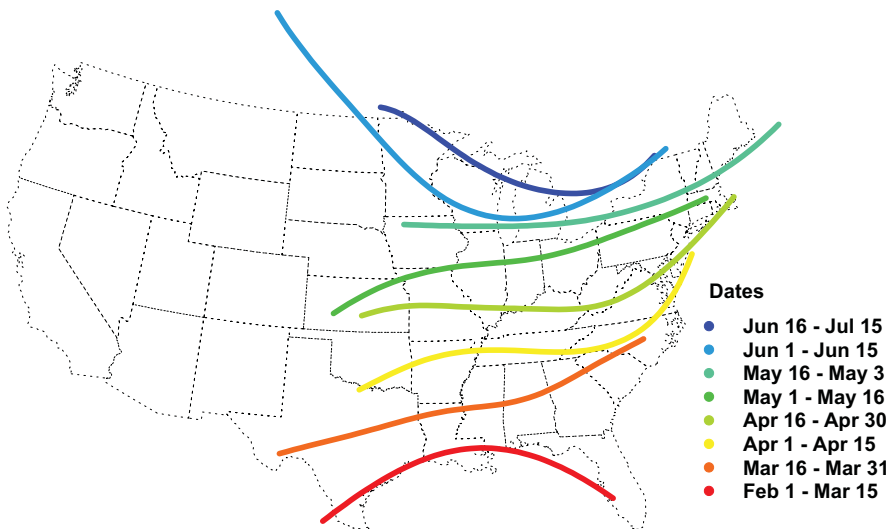 Dates
Jun 16 - Jul 15
Jun 1 - Jun 15
May 16 - May 3
May 1 - May 16
Apr 16 - Apr 30
Apr 1 - Apr 15
Mar 16 - Mar 31
Feb 1 - Mar 15